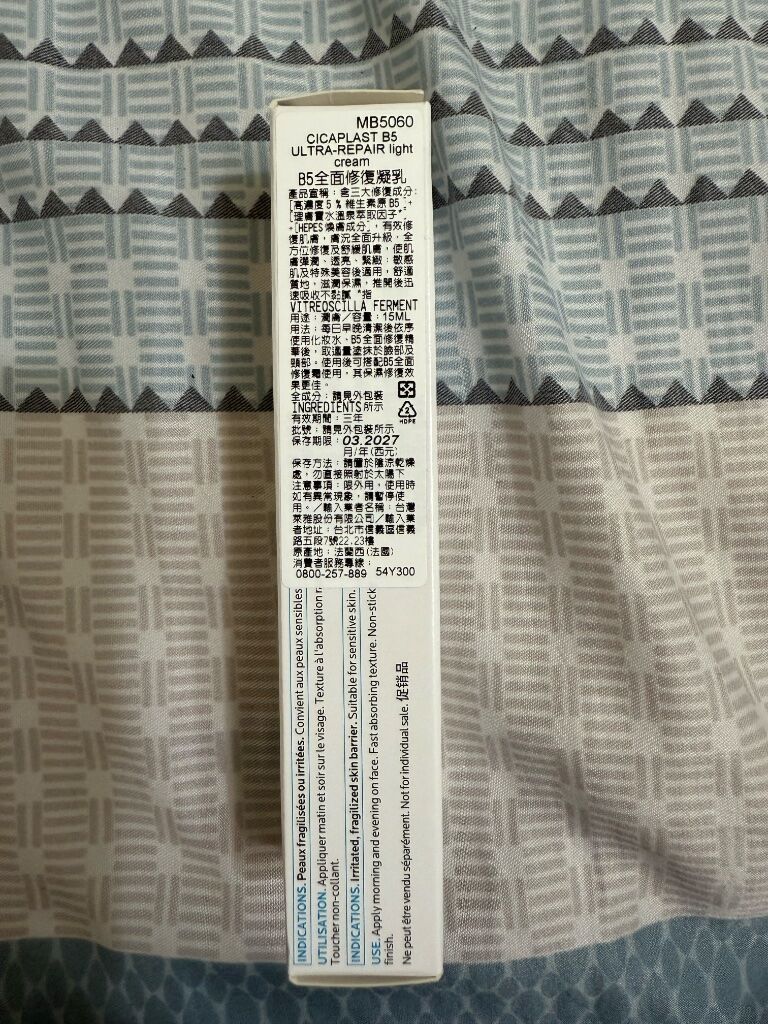 MB5060
CICAPLAST B5
ULTRA-REPAIR light
cream
B5全面修復凝乳
產品宣稱：含三大修復成分:
[高濃度5％維生素原B5]+
[理膚寶水溫泉萃取因子*]
+[HEPES煥膚成分]，有效修
復肌膚，膚況全面升級，全
方位修復及舒緩肌膚，使肌
膚彈潤、透亮、緊緻；敏感
肌及特殊美容後適用，舒適
質地，滋潤保濕，推開後迅
速吸收不黏膩 *指
VITREOSCILLA FERMENT
用途：潤膚／容量：15ML
用法：每日早晚清潔後依序
使用化妝水、B5全面修復精
華後，取適量塗抹於臉部及
頸部。使用後可搭配B5全面
修復霜使用，其保濕修復效
果更佳。
全成分：請見外包裝
INGREDIENTS所示
有效期間：三年
批號：請見外包裝所示
保存期限：03.2027
月/年(西元)
保存方法：請置於陰涼乾燥
處，勿直接照射於太陽下
注意事項：限外用，使用時
如有異常現象，請暫停使
用。／輸入業者名稱：台灣
萊雅股份有限公司／輸入業
者地址：台北市信義區信義
路五段7號22.23樓
原產地：法蘭西(法國)
消費者服務專線：
0800-257-889 54Y300
HDPE
INDICATIONS. Peaux fragilisées ou irritées. Convient aux peaux sensibles
UTILISATION. Appliquer matin et soir sur le visage. Texture à l'absorption r
Toucher non-collant.
INDICATIONS. Irritated, fragilized skin barrier. Suitable for sensitive skin.
USE. Apply morning and evening on face. Fast absorbing texture. Non-stick
finish.
Ne peut être vendu séparément. Not for individual sale. 促销品